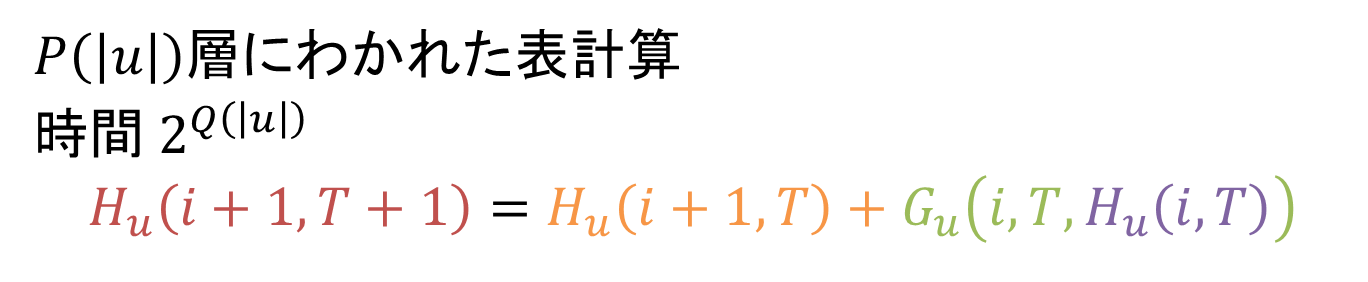 P(|u|)層にわかれた表計算
時間 2^{Q(|u|)}
H_u(i + 1, T + 1) = H_u(i + 1, T) + G_u(i, T, H_u(i, T))